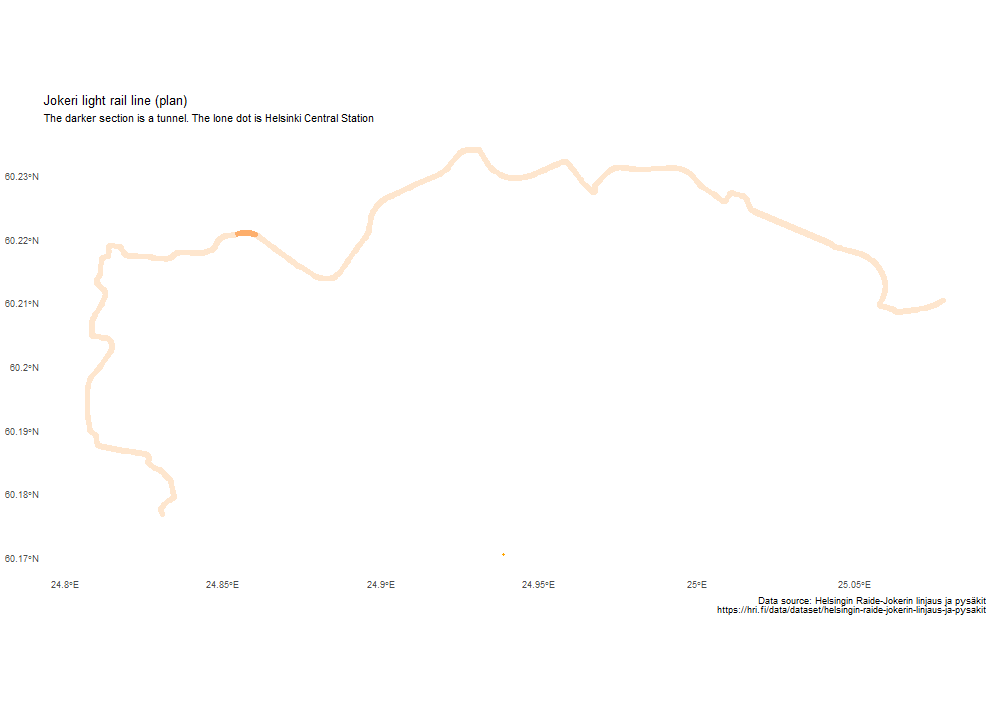 Jokeri light rail line (plan)
The darker section is a tunnel. The lone dot is Helsinki Central Station
60.23°N
60.22°N
60.21°N
60.2°N
60.19°N
60.18°N
60.17°N
24.8°E
24.85°E
24.9°E
24.95°E
25°E
25.05°E
Data source: Helsingin Raide-Jokerin linjaus ja pysäkit
https://hri.fi/data/dataset/helsingin-raide-jokerin-linjaus-ja-pysakit